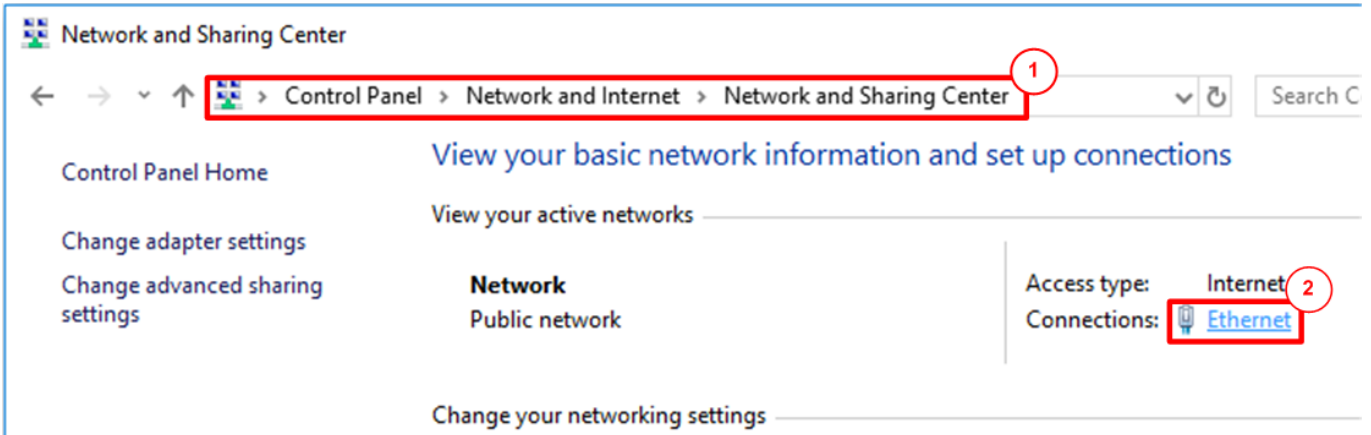 Network and Sharing Center
1
Control Panel > Network and Internet > Network and Sharing Center
Search C
Control Panel Home
View your basic network information and set up connections
View your active networks
Change adapter settings
Change advanced sharing
settings
Network
Public network
Access type: Internet
2
Connections: Ethernet
Change your networking settings